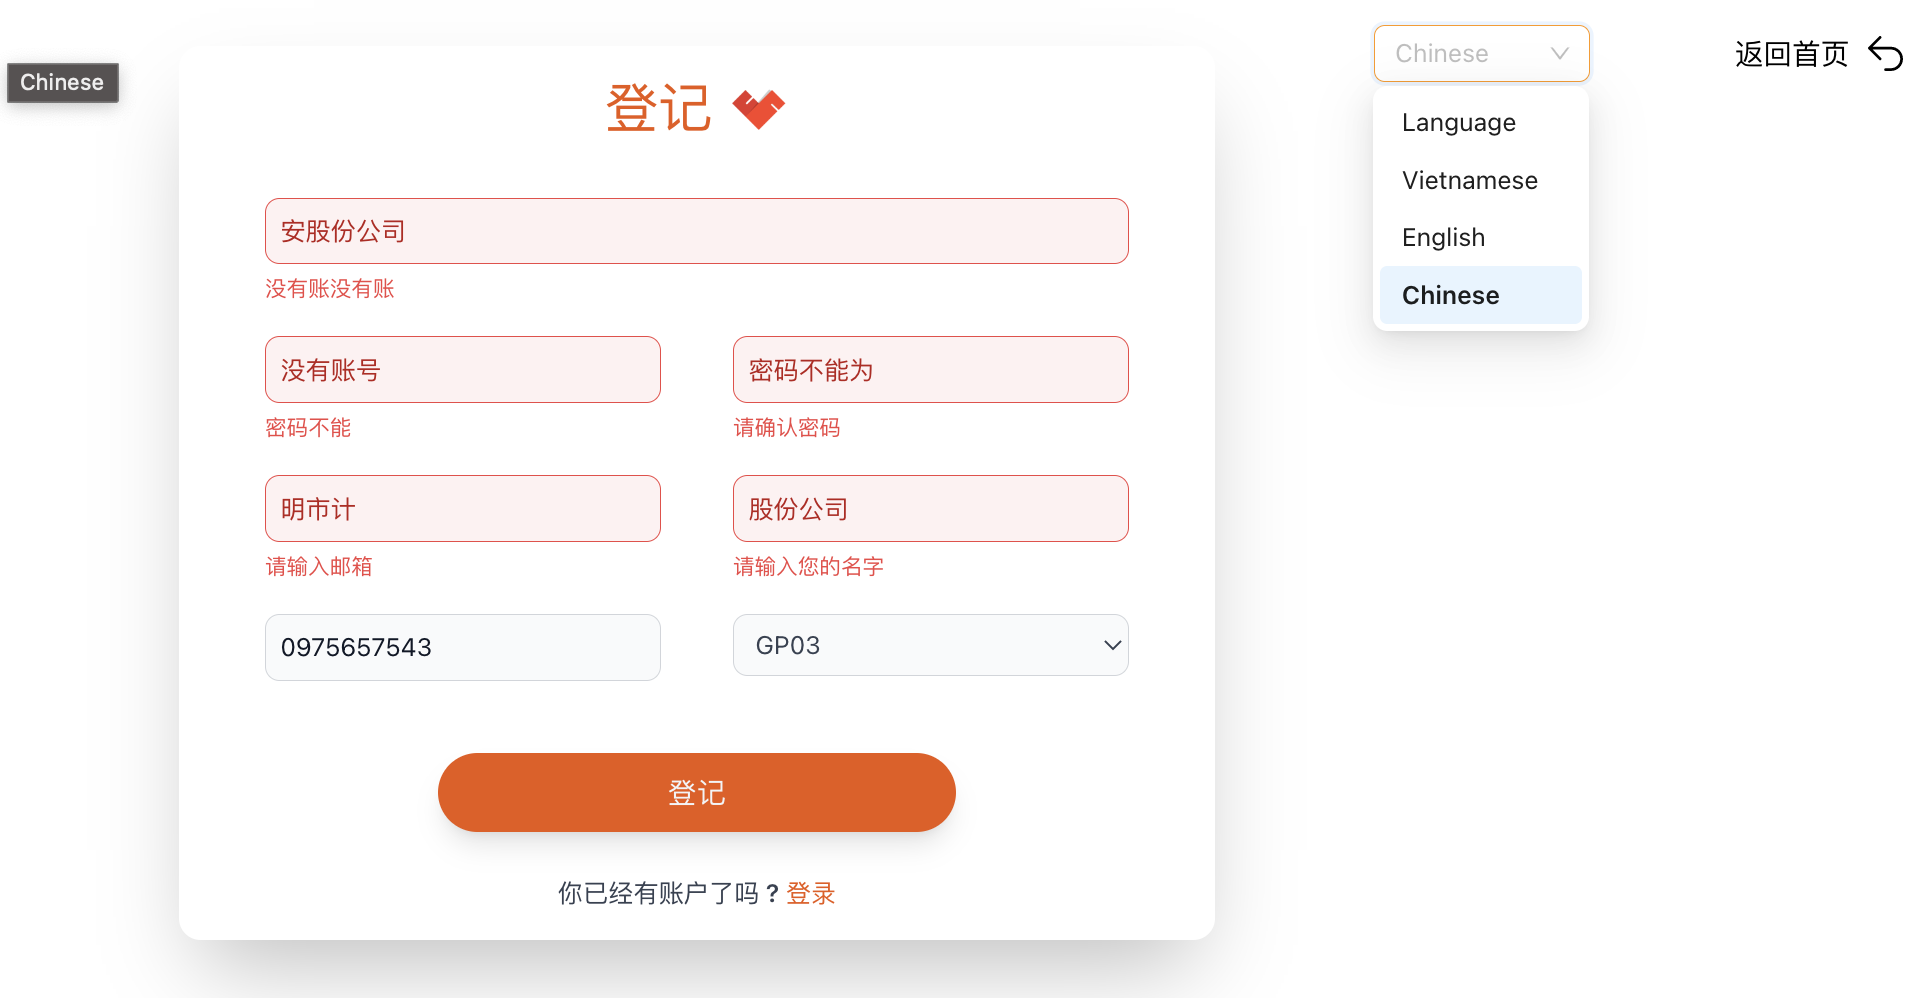 Chinese
登记
安股份公司
没有账没有账
没有账号
密码不能为
密码不能
请确认密码
明市计
股份公司
请输入邮箱
请输入您的名字
0975657543
GP03
登记
你已经有账户了吗 ? 登录
Chinese
Language
Vietnamese
English
Chinese
返回首页